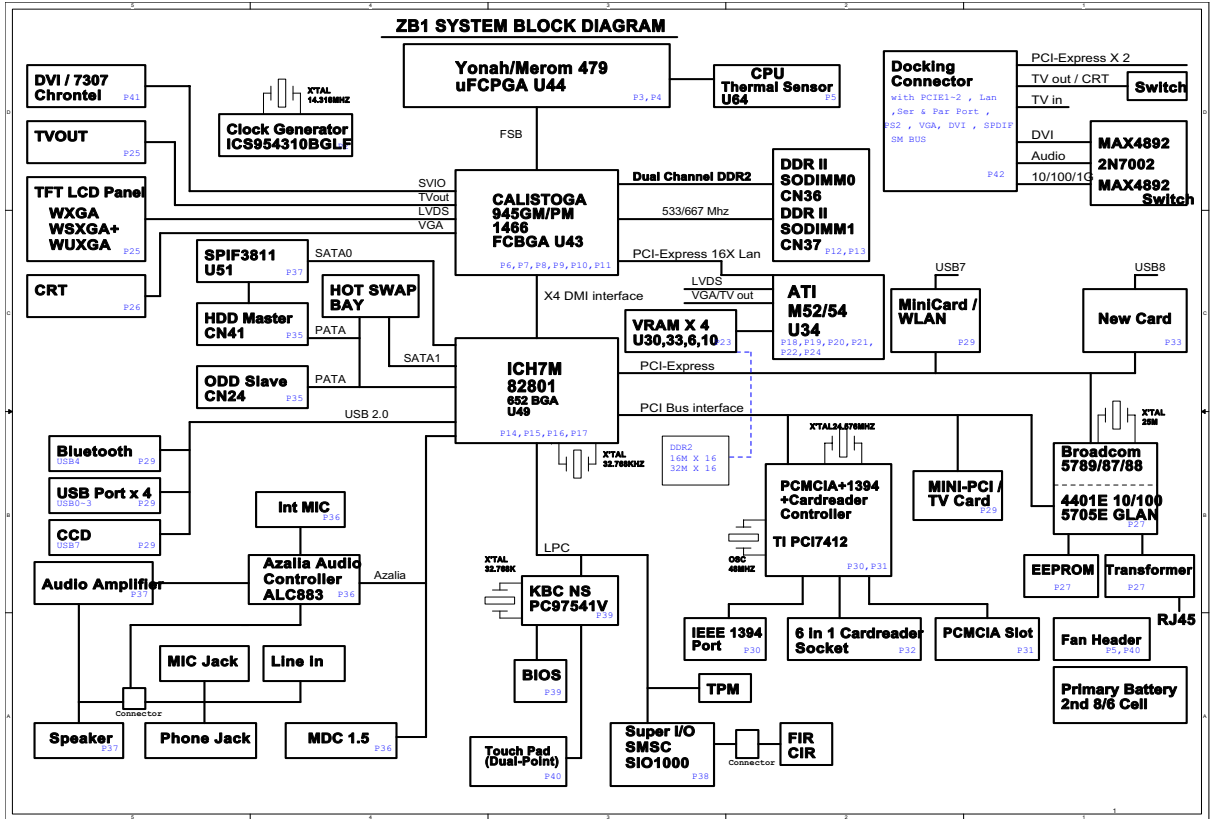 ZB1 SYSTEM BLOCK DIAGRAM
DVI / 7307
Chrontel
P41
X'TAL
14.318MHZ
Clock Generator
ICS954310BGLF
TVOUT
P25
TFT LCD Panel
WXGA
WSXGA+
WUXGA
P25
CRT
P26
Yonah/Merom 479
uFCPGA U44
P3, P4
CPU
Thermal Sensor
U64
P5
FSB
SVIO
TVout
LVDS
VGA
CALISTOGA
945GM/PM
1466
FCBGA U43
P6, P7, P8, P9, P10, P11
Dual Channel DDR2
533/667 Mhz
PCI-Express 16X Lan
DDR II
SODIMM0
CN36
DDR II
SODIMM1
CN37
P12, P13
Docking
Connector
with PCIE1~2 , Lan
,Ser & Par Port ,
PS2 , VGA, DVI , SPDIF
SM BUS
P42
PCI-Express X 2
TV out / CRT
TV in
Switch
DVI
Audio
10/100/1G
MAX4892
2N7002
MAX4892
Switch
SPIF3811
U51
P37
SATA0
HOT SWAP
BAY
HDD Master
CN41
P35
PATA
SATA1
ODD Slave
CN24
P35
PATA
X4 DMI interface
LVDS
VGA/TV out
ATI
M52/54
U34
P18, P19, P20, P21,
P22, P24
VRAM X 4
U30,33,6,10
P23
USB7
MiniCard /
WLAN
P29
USB8
New Card
P33
ICH7M
82801
652 BGA
U49
P14, P15, P16, P17
PCI-Express
PCI Bus interface
USB 2.0
X'TAL
32.768KHZ
DDR2
16M X 16
32M X 16
X'TAL24.576MHZ
X'TAL
25M
Bluetooth
USB4
P29
USB Port x 4
USB0~3
P29
CCD
USB7
P29
Int MIC
P36
PCMCIA+1394
+Cardreader
Controller
TI PCI7412
P30, P31
OSC
48MHZ
MINI-PCI /
TV Card
P29
Broadcom
5789/87/88
4401E 10/100
5705E GLAN
P27
Audio Amplifier
P37
Azalia Audio
Controller
ALC883
P36
Azalia
LPC
X'TAL
32.768K
KBC NS
PC97541V
P39
EEPROM
P27
Transformer
P27
RJ45
IEEE 1394
Port
P30
6 in 1 Cardreader
Socket
P32
PCMCIA Slot
P31
Fan Header
P5, P40
MIC Jack
Line In
BIOS
P39
TPM
Primary Battery
2nd 8/6 Cell
Connector
Speaker
P37
Phone Jack
MDC 1.5
P36
Touch Pad
(Dual-Point)
P40
Super I/O
SMSC
SIO1000
P38
Connector
FIR
CIR